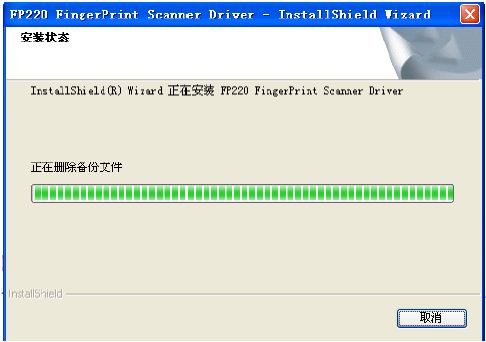 FP220 FingerPrint Scanner Driver - InstallShield Wizard
安装状态
InstallShield(R) Wizard 正在安装 FP220 FingerPrint Scanner Driver
正在删除备份文件
InstallShield
取消